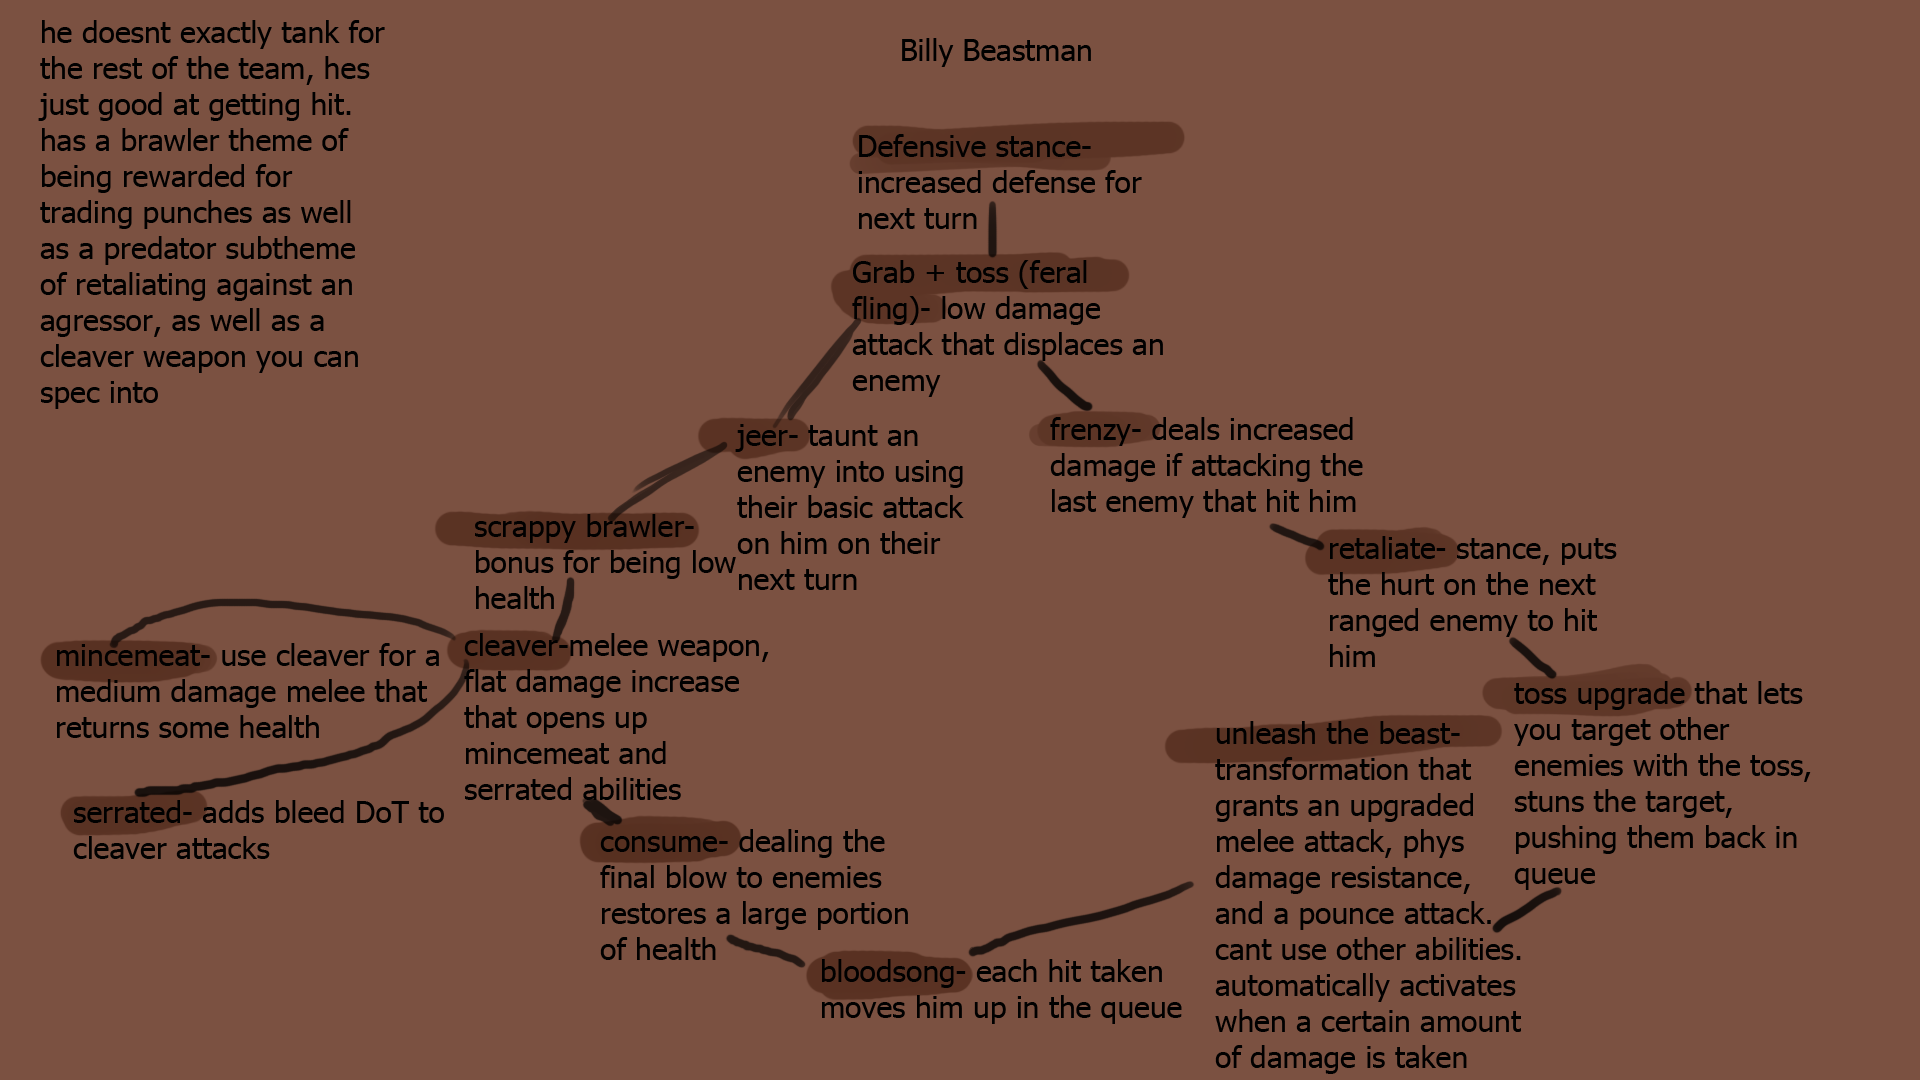 he doesnt exactly tank for
the rest of the team, hes
just good at getting hit.
has a brawler theme of
being rewarded for
trading punches as well
as a predator subtheme
of retaliating against an
agressor, as well as a
cleaver weapon you can
spec into
Billy Beastman
Defensive stance-
increased defense for
next turn
Grab + toss (feral
fling)- low damage
attack that displaces an
enemy
jeer- taunt an
enemy into using
their basic attack
on him on their
next turn
frenzy- deals increased
damage if attacking the
last enemy that hit him
scrappy brawler-
bonus for being low
health
retaliate- stance, puts
the hurt on the next
ranged enemy to hit
him
mincemeat- use cleaver for a
medium damage melee that
returns some health
cleaver-melee weapon,
flat damage increase
that opens up
mincemeat and
serrated abilities
toss upgrade that lets
you target other
enemies with the toss,
stuns the target,
pushing them back in
queue
serrated- adds bleed DoT to
cleaver attacks
consume- dealing the
final blow to enemies
restores a large portion
of health
unleash the beast-
transformation that
grants an upgraded
melee attack, phys
damage resistance,
and a pounce attack.
cant use other abilities.
automatically activates
when a certain amount
of damage is taken
bloodsong- each hit taken
moves him up in the queue